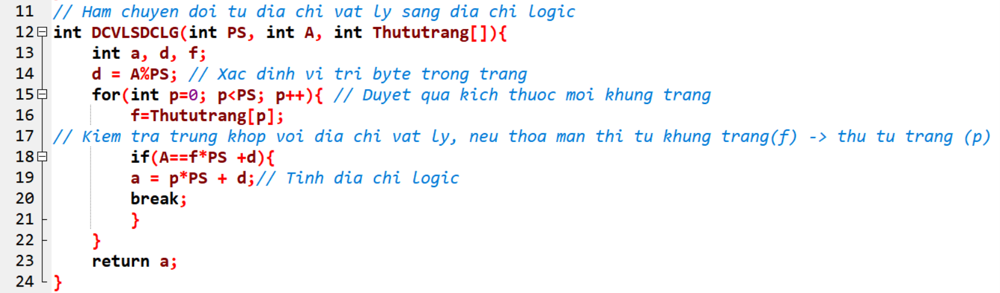 11 // Ham chuyen doi tu dia chi vat ly sang dia chi logic
12 int DCVLSDCLG(int PS, int A, int Thututrang[]){
13 int a, d, f;
14 d = A%PS; // Xac dinh vi tri byte trong trang
15 for(int p=0; p<PS; p++){ // Duyet qua kich thuoc moi khung trang
16 f=Thututrang[p];
17 // Kiem tra trung khop voi dia chi vat ly, neu thoa man thi tu khung trang(f) -> thu tu trang (p)
18 if(A==f*PS +d){
19 a = p*PS + d;// Tinh dia chi logic
20 break;
21 }
22 }
23 return a;
24 }